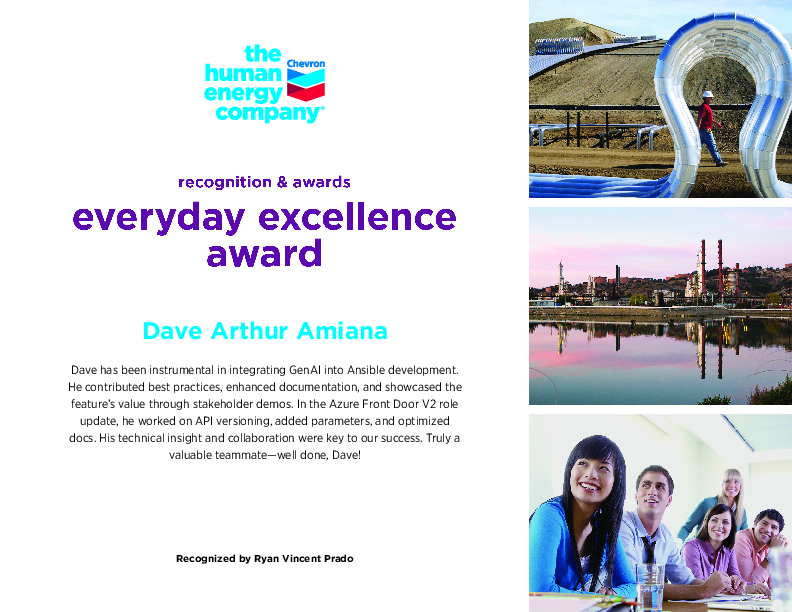 the
human
energy
company®
Chevron
recognition & awards
everyday excellence
award
Dave Arthur Amiana
Dave has been instrumental in integrating GenAI into Ansible development.
He contributed best practices, enhanced documentation, and showcased the
feature's value through stakeholder demos. In the Azure Front Door V2 role
update, he worked on API versioning, added parameters, and optimized
docs. His technical insight and collaboration were key to our success. Truly a
valuable teammate—well done, Dave!
Recognized by Ryan Vincent Prado